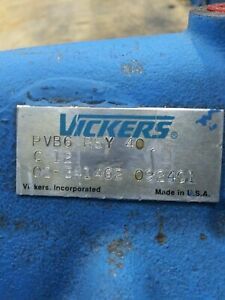 VICKERS®
PVB6 RSY 40
C 12
Vickers, Incorporated Made in U.S.A.